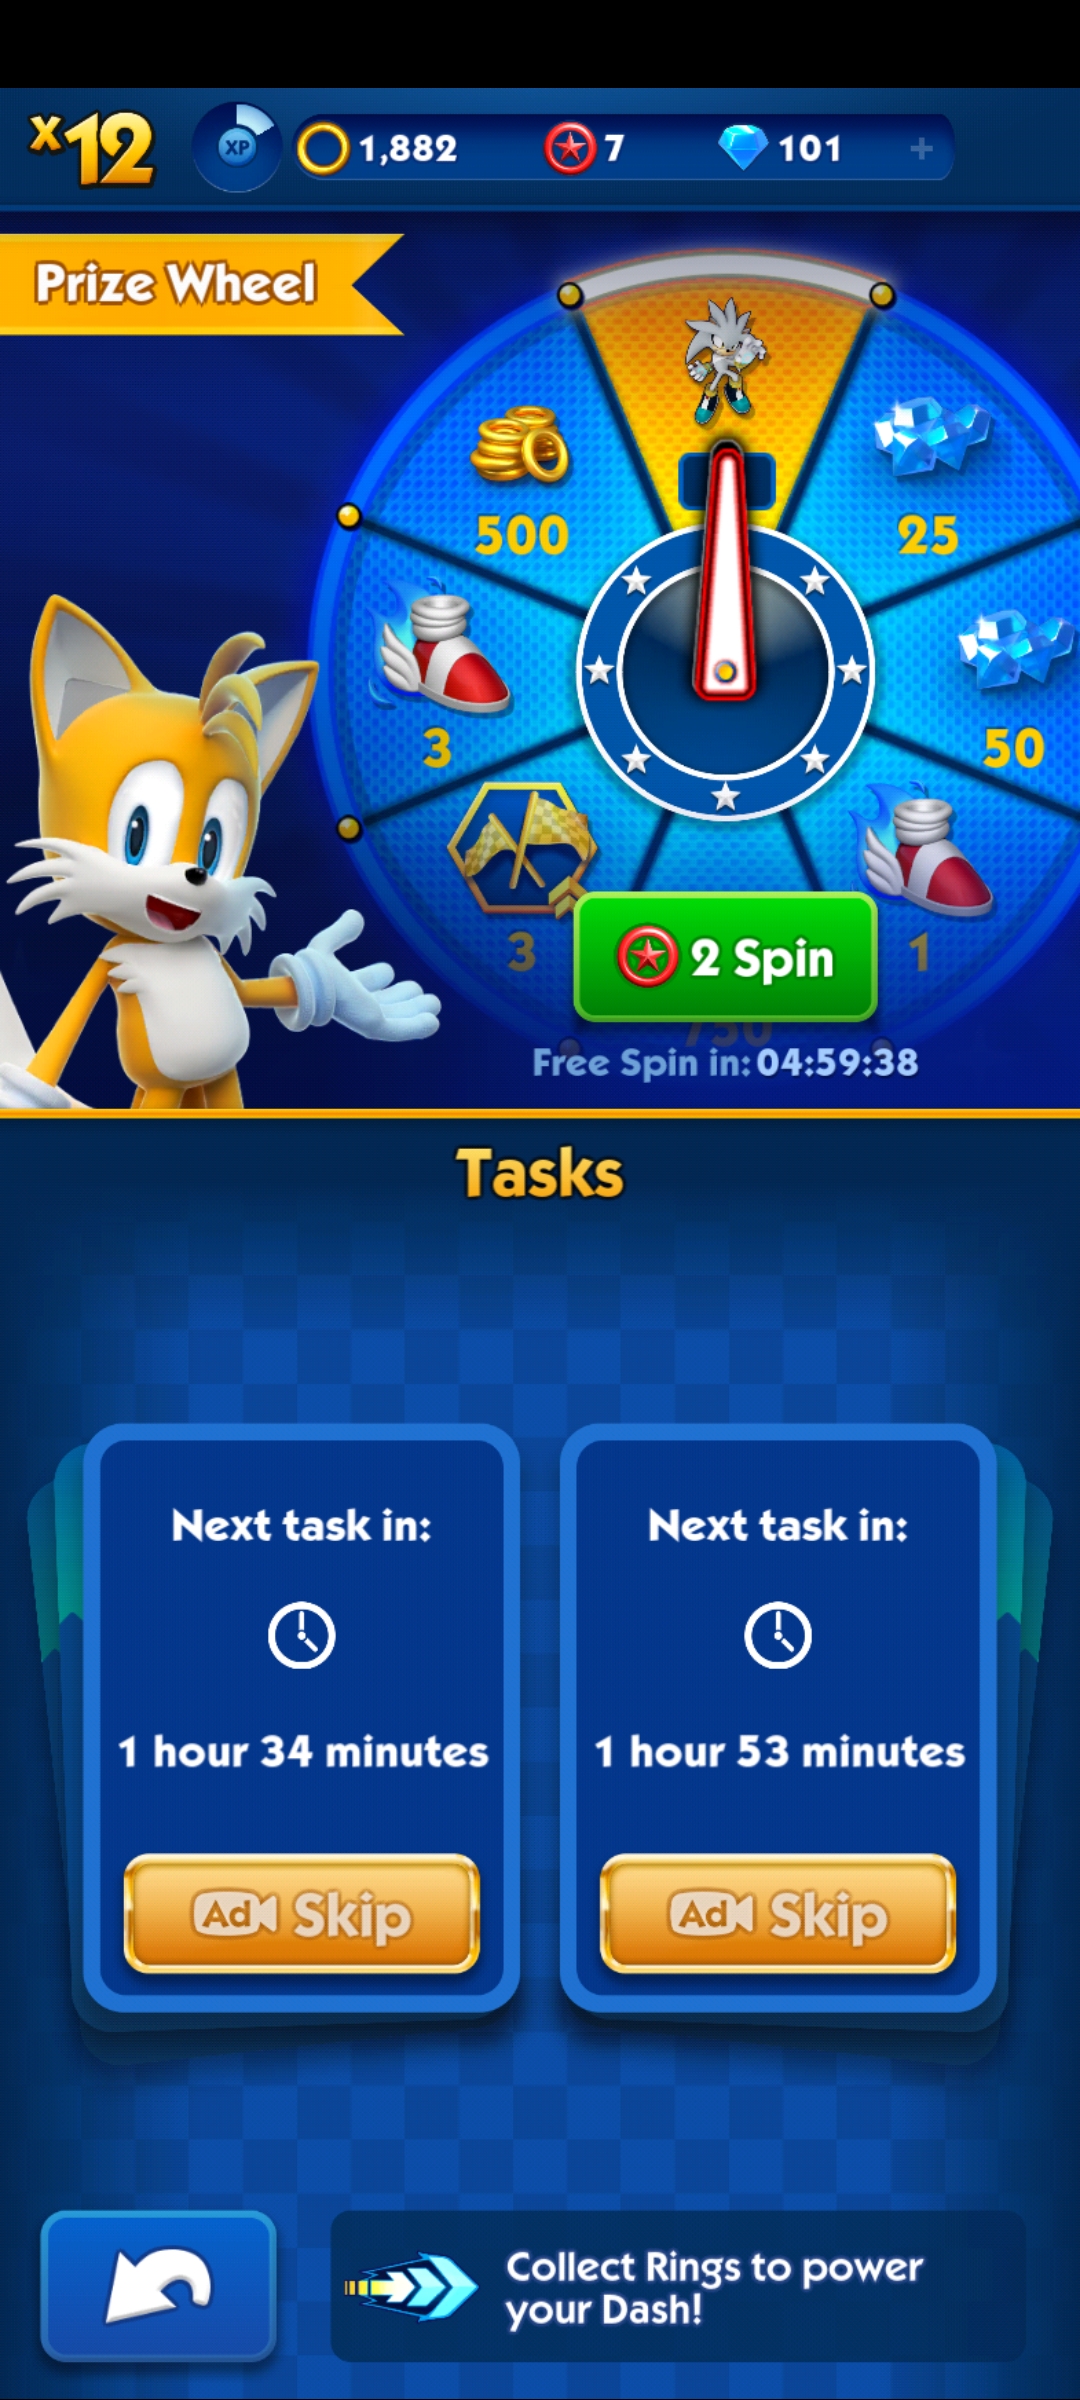 x12
XP
1,882
7
101
+
Prize Wheel
500
25
3
50
3
1
2 Spin
750
Free Spin in: 04:59:38
Tasks
Next task in:
1 hour 34 minutes
Ad Skip
Next task in:
1 hour 53 minutes
Ad Skip
Collect Rings to power
your Dash!